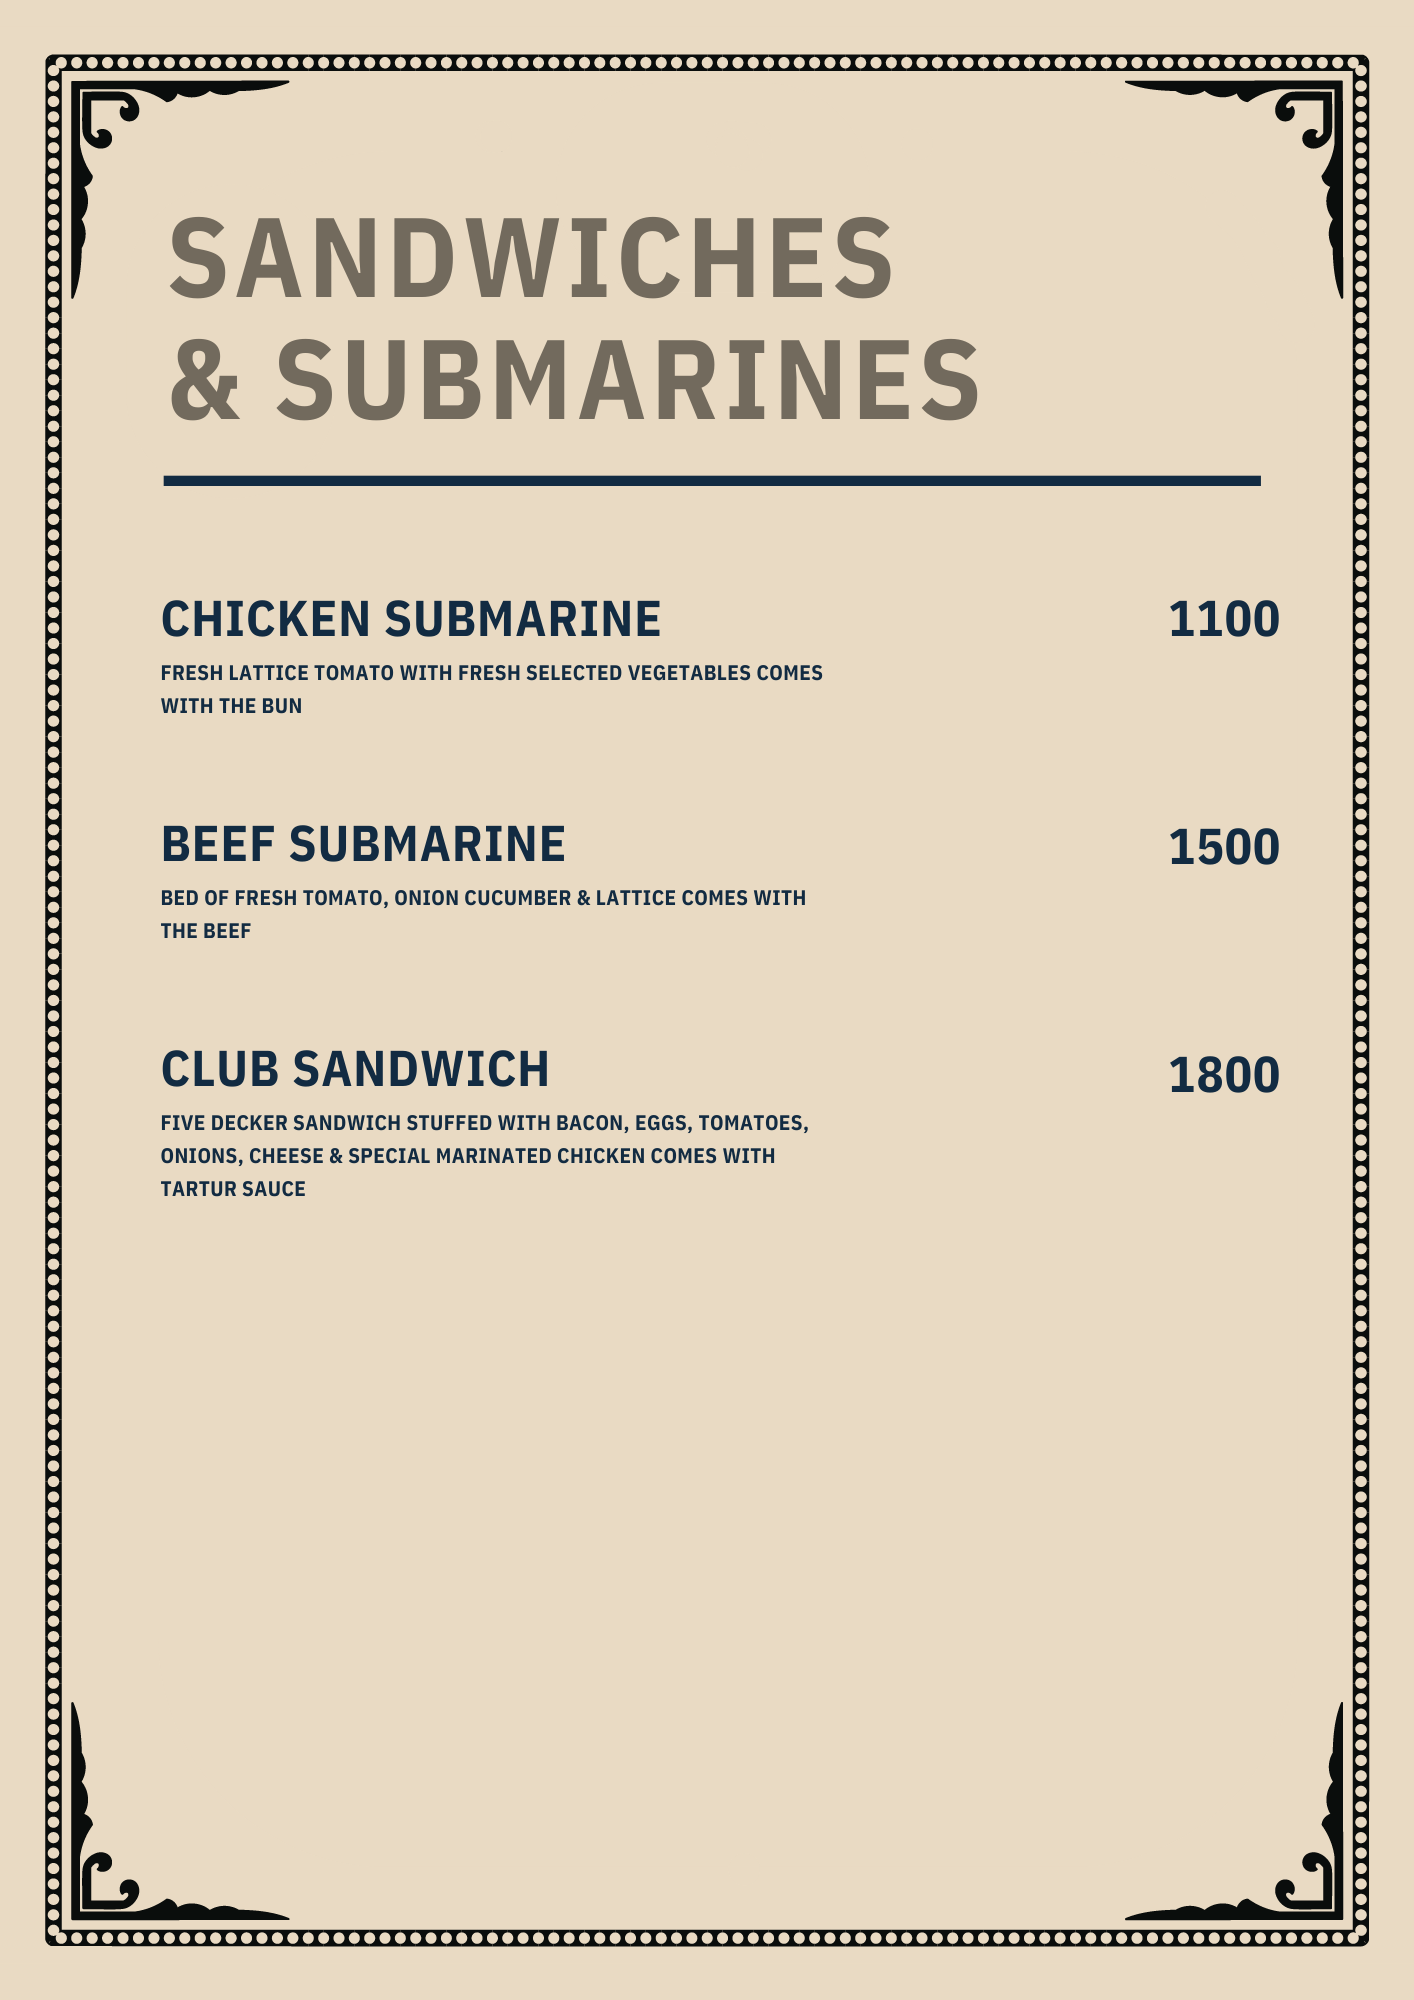 SANDWICHES
& SUBMARINES
CHICKEN SUBMARINE 1100
FRESH LATTICE TOMATO WITH FRESH SELECTED VEGETABLES COMES
WITH THE BUN
BEEF SUBMARINE 1500
BED OF FRESH TOMATO, ONION CUCUMBER & LATTICE COMES WITH
THE BEEF
CLUB SANDWICH 1800
FIVE DECKER SANDWICH STUFFED WITH BACON, EGGS, TOMATOES,
ONIONS, CHEESE & SPECIAL MARINATED CHICKEN COMES WITH
TARTUR SAUCE